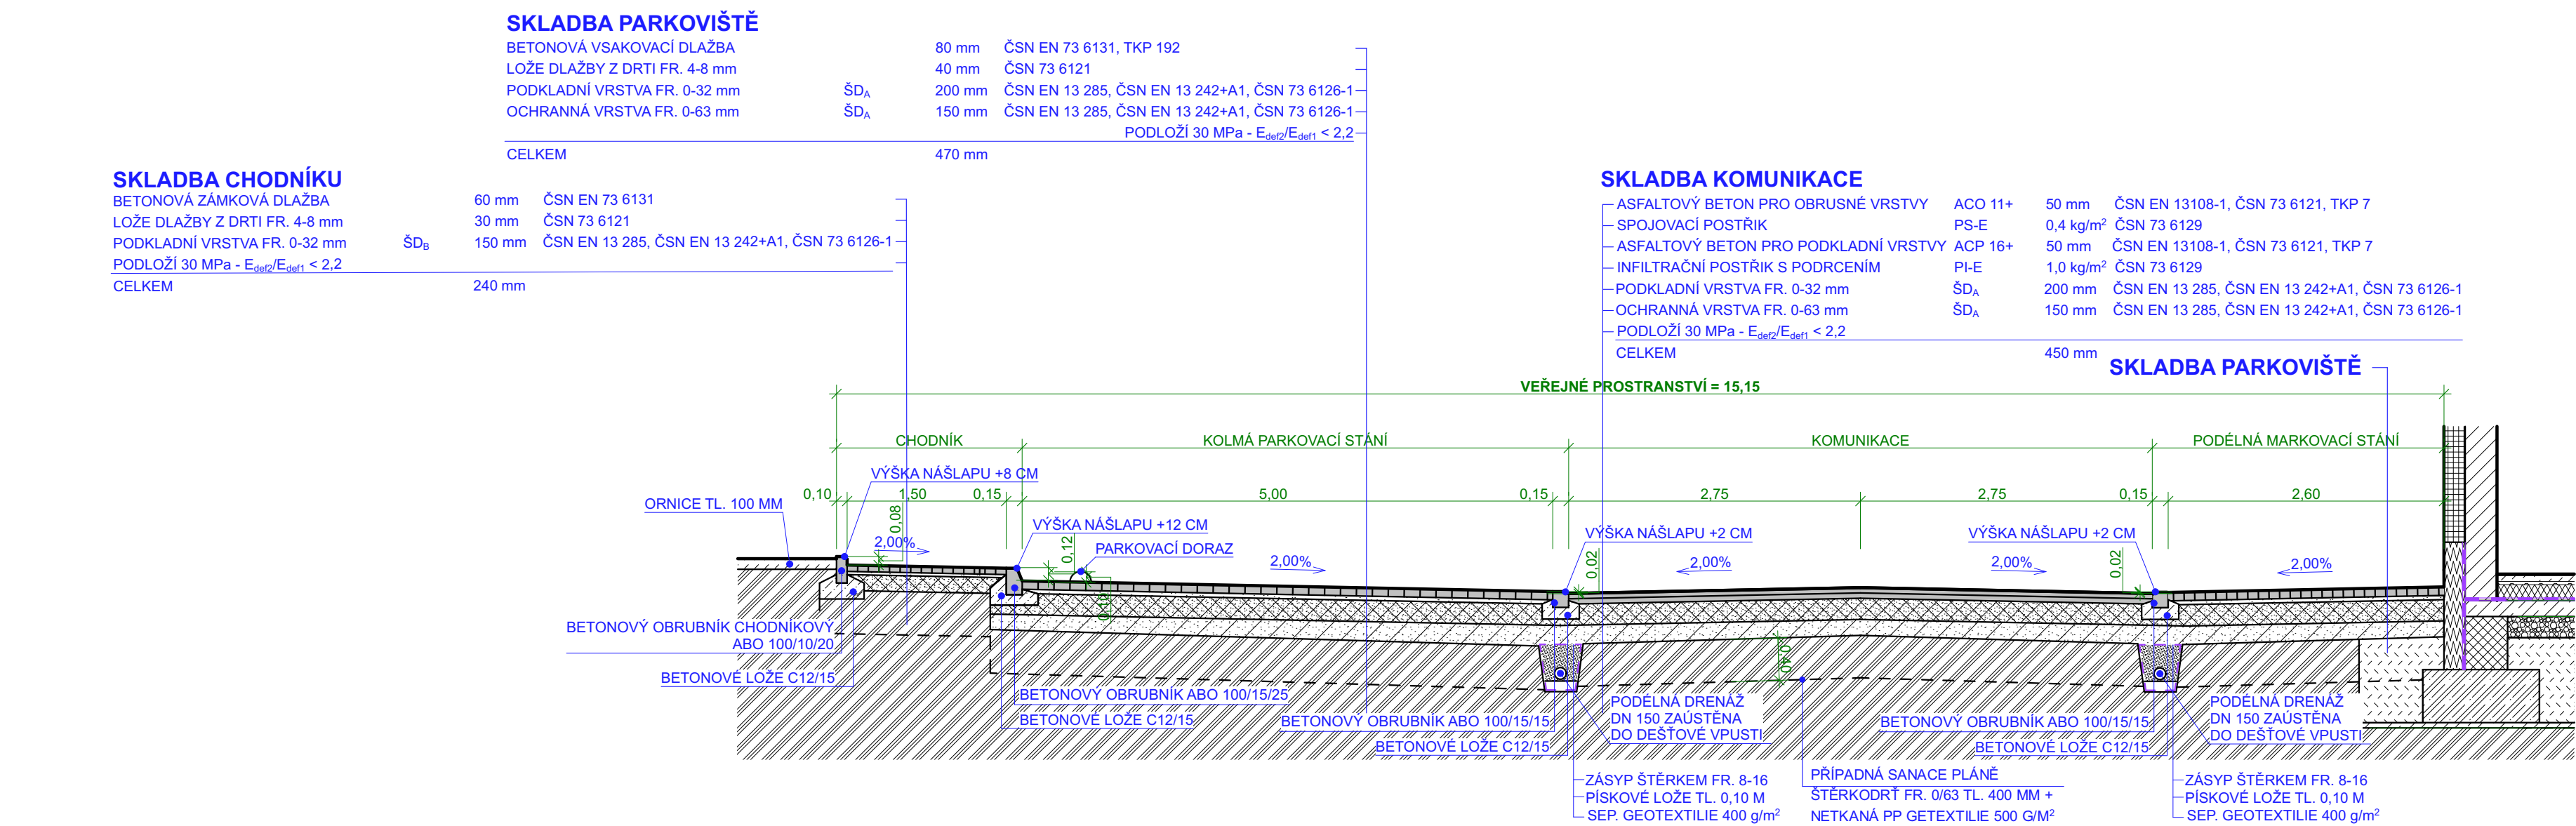 SKLADBA PARKOVIŠTĚ
BETONOVÁ VSAKOVACÍ DLAŽBA 80 mm ČSN EN 73 6131, TKP 192
LOŽE DLAŽBY Z DRTI FR. 4-8 mm 40 mm ČSN 73 6121
PODKLADNÍ VRSTVA FR. 0-32 mm ŠDA 200 mm ČSN EN 13 285, ČSN EN 13 242+A1, ČSN 73 6126-1
OCHRANNÁ VRSTVA FR. 0-63 mm ŠDA 150 mm ČSN EN 13 285, ČSN EN 13 242+A1, ČSN 73 6126-1
PODLOŽÍ 30 MPa - Edef2/Edef1 < 2,2
CELKEM 470 mm
SKLADBA CHODNÍKU
BETONOVÁ ZÁMKOVÁ DLAŽBA 60 mm ČSN EN 73 6131
LOŽE DLAŽBY Z DRTI FR. 4-8 mm 30 mm ČSN 73 6121
PODKLADNÍ VRSTVA FR. 0-32 mm ŠDB 150 mm ČSN EN 13 285, ČSN EN 13 242+A1, ČSN 73 6126-1
PODLOŽÍ 30 MPa - Edef2/Edef1 < 2,2
CELKEM 240 mm
SKLADBA KOMUNIKACE
ASFALTOVÝ BETON PRO OBRUSNÉ VRSTVY ACO 11+ 50 mm ČSN EN 13108-1, ČSN 73 6121, TKP 7
SPOJOVACÍ POSTŘIK PS-E 0,4 kg/m² ČSN 73 6129
ASFALTOVÝ BETON PRO PODKLADNÍ VRSTVY ACP 16+ 50 mm ČSN EN 13108-1, ČSN 73 6121, TKP 7
INFILTRAČNÍ POSTŘIK S PODRCENÍM PI-E 1,0 kg/m² ČSN 73 6129
PODKLADNÍ VRSTVA FR. 0-32 mm ŠDA 200 mm ČSN EN 13 285, ČSN EN 13 242+A1, ČSN 73 6126-1
OCHRANNÁ VRSTVA FR. 0-63 mm ŠDA 150 mm ČSN EN 13 285, ČSN EN 13 242+A1, ČSN 73 6126-1
PODLOŽÍ 30 MPa - Edef2/Edef1 < 2,2
CELKEM 450 mm
SKLADBA PARKOVIŠTĚ
VEŘEJNÉ PROSTRANSTVÍ = 15,15
CHODNÍK KOLMÁ PARKOVACÍ STÁNÍ KOMUNIKACE PODÉLNÁ MARKOVACÍ STÁNÍ
VÝŠKA NÁŠLAPU +8 CM
0,10 1,50 0,15 5,00 0,15 2,75 2,75 0,15 2,60
ORNICE TL. 100 MM
0,08
VÝŠKA NÁŠLAPU +12 CM
VÝŠKA NÁŠLAPU +2 CM
VÝŠKA NÁŠLAPU +2 CM
2,00%
0,12
PARKOVACÍ DORAZ
2,00%
0,02
2,00%
2,00%
0,02
2,00%
0,10
BETONOVÝ OBRUBNÍK CHODNÍKOVÝ
ABO 100/10/20
0,40
BETONOVÉ LOŽE C12/15
BETONOVÝ OBRUBNÍK ABO 100/15/25
BETONOVÉ LOŽE C12/15
BETONOVÝ OBRUBNÍK ABO 100/15/15
BETONOVÉ LOŽE C12/15
PODÉLNÁ DRENÁŽ
DN 150 ZAÚSTĚNA
DO DEŠŤOVÉ VPUSTI
BETONOVÝ OBRUBNÍK ABO 100/15/15
BETONOVÉ LOŽE C12/15
PODÉLNÁ DRENÁŽ
DN 150 ZAÚSTĚNA
DO DEŠŤOVÉ VPUSTI
ZÁSYP ŠTĚRKEM FR. 8-16
PÍSKOVÉ LOŽE TL. 0,10 M
SEP. GEOTEXTILIE 400 g/m²
PŘÍPADNÁ SANACE PLÁNĚ
ŠTĚRKODRŤ FR. 0/63 TL. 400 MM +
NETKANÁ PP GETEXTILIE 500 G/M²
ZÁSYP ŠTĚRKEM FR. 8-16
PÍSKOVÉ LOŽE TL. 0,10 M
SEP. GEOTEXTILIE 400 g/m²